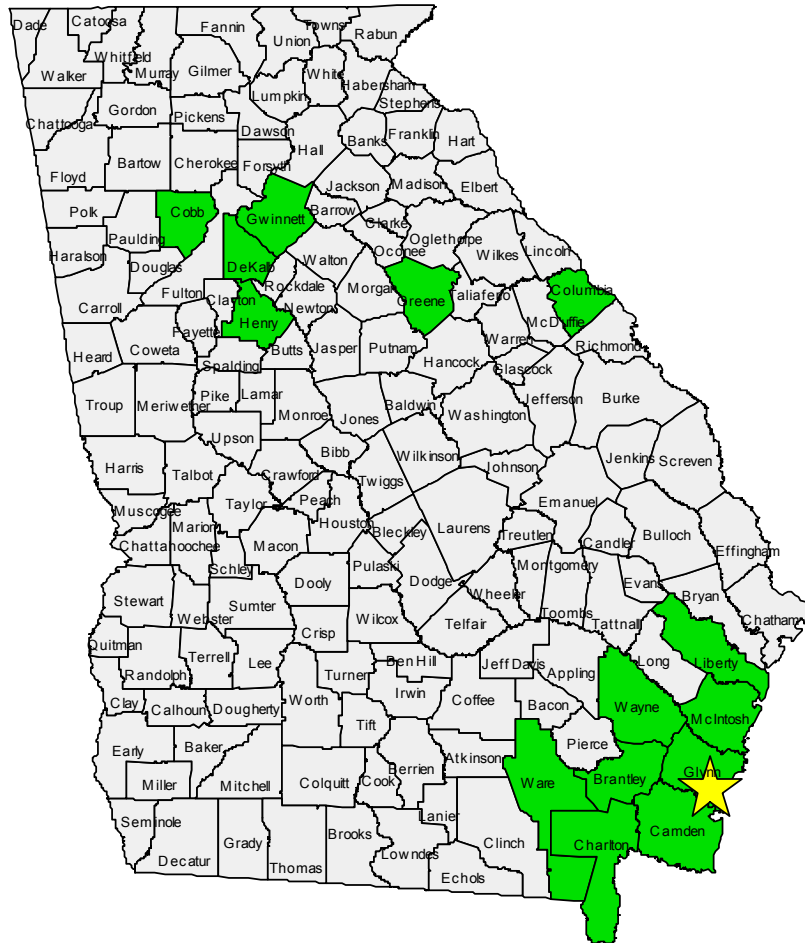 Dade
Catoosa
Whitfield
Walker
Murray
Fannin
Gilmer
Union
Towns
Rabun
White
Lumpkin
Habersham
Stephens
Chattooga
Gordon
Pickens
Dawson
Hall
Banks
Franklin
Hart
Floyd
Bartow
Cherokee
Forsyth
Jackson
Madison
Elbert
Polk
Paulding
Cobb
Gwinnett
Barrow
Clarke
Oconee
Oglethorpe
Wilkes
Lincoln
Haralson
Douglas
DeKalb
Walton
Rockdale
Newton
Morgan
Greene
Taliaferro
Columbia
McDuffie
Carroll
Fulton
Clayton
Fayette
Henry
Butts
Jasper
Putnam
Hancock
Warren
Glascock
Richmond
Heard
Coweta
Spalding
Troup
Meriwether
Pike
Lamar
Monroe
Jones
Baldwin
Washington
Jefferson
Burke
Upson
Bibb
Wilkinson
Johnson
Jenkins
Screven
Harris
Talbot
Crawford
Twiggs
Muscogee
Taylor
Peach
Houston
Laurens
Emanuel
Chattahoochee
Marion
Macon
Bleckley
Treutlen
Candler
Bulloch
Effingham
Schley
Dooly
Pulaski
Dodge
Wheeler
Montgomery
Evans
Bryan
Chatham
Stewart
Webster
Sumter
Crisp
Wilcox
Telfair
Toombs
Tattnall
Quitman
Randolph
Terrell
Lee
Turner
Ben Hill
Jeff Davis
Appling
Long
Liberty
Clay
Calhoun
Dougherty
Worth
Irwin
Coffee
Bacon
Wayne
McIntosh
Early
Baker
Tift
Berrien
Atkinson
Pierce
Miller
Mitchell
Colquitt
Cook
Ware
Brantley
Glynn
Seminole
Decatur
Grady
Thomas
Brooks
Lanier
Lowndes
Clinch
Echols
Charlton
Camden